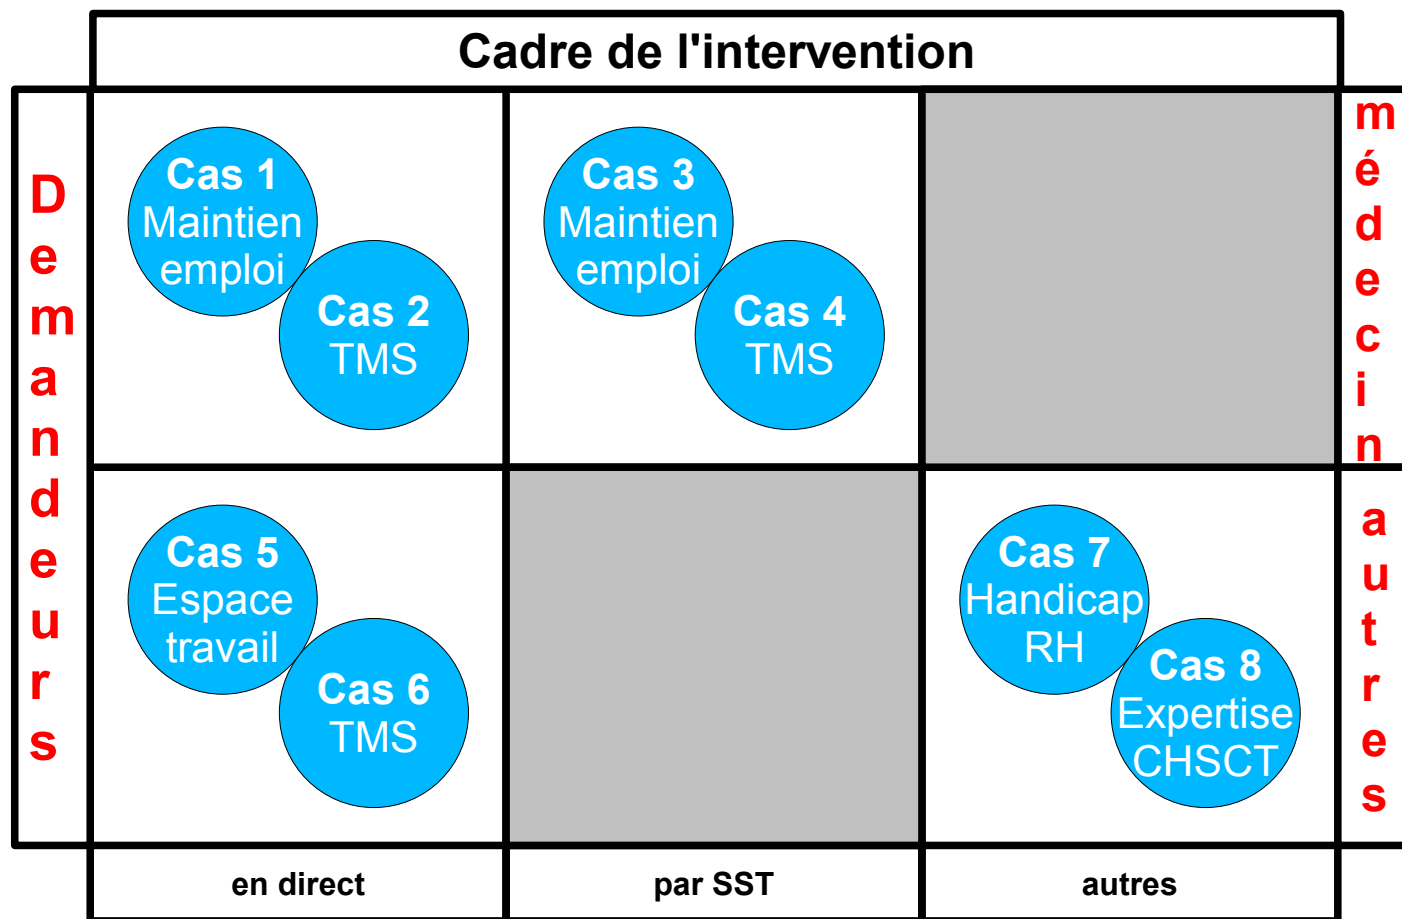 Cadre de l'intervention
Demandeurs
Cas 1
Maintien
emploi
Cas 2
TMS
Cas 3
Maintien
emploi
Cas 4
TMS
médecin
Cas 5
Espace
travail
Cas 6
TMS
Cas 7
Handicap
RH
Cas 8
Expertise
CHSCT
autres
en direct
par SST
autres